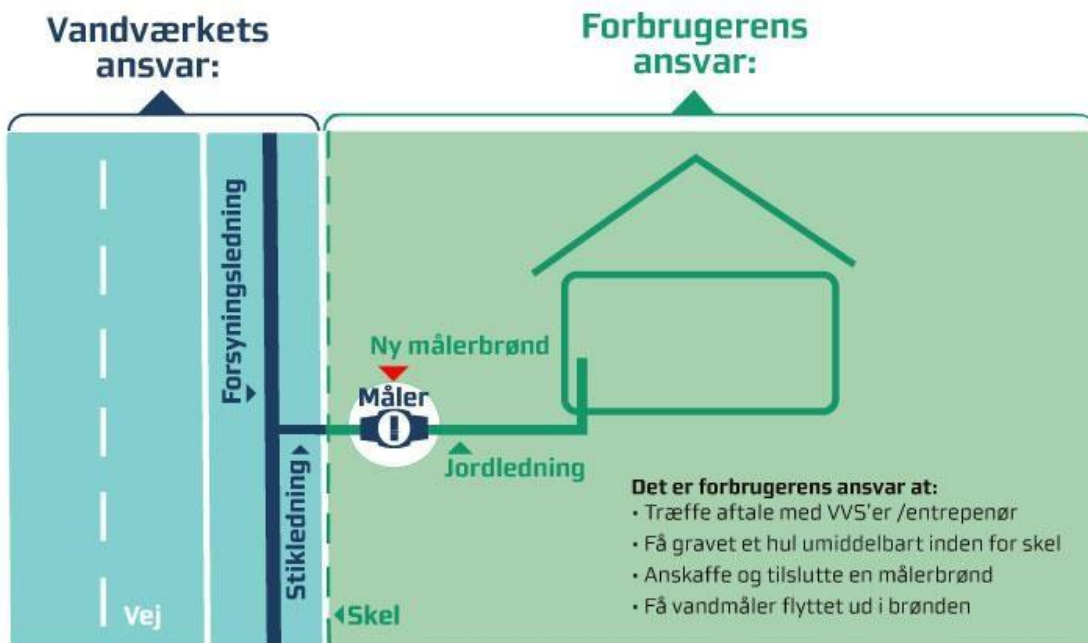 Vandværkets
ansvar:
Forbrugerens
ansvar:
Forsyningsledning
Ny målerbrønd
Måler
Jordledning
Stikledning
Vej
Skel
Det er forbrugerens ansvar at:
• Træffe aftale med VVS'er /entrepenør
• Få gravet et hul umiddelbart inden for skel
• Anskaffe og tilslutte en målerbrønd
• Få vandmåler flyttet ud i brønden